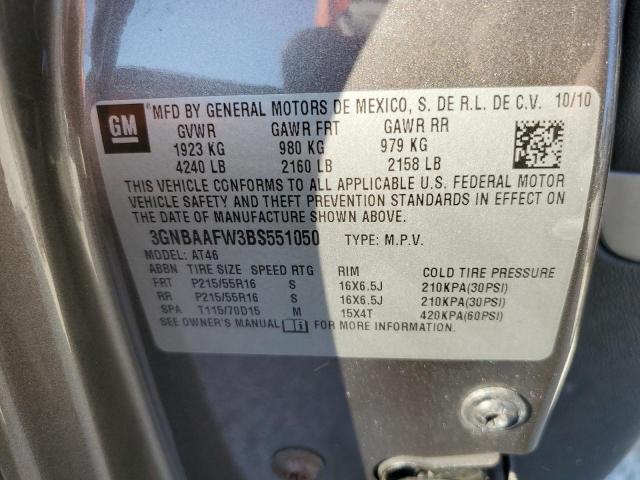 GM
MFD BY GENERAL MOTORS DE MEXICO, S. DE R.L. DE C.V. 10/10
GVWR GAWR FRT GAWR RR
1923 KG 980 KG 979 KG
4240 LB 2160 LB 2158 LB
THIS VEHICLE CONFORMS TO ALL APPLICABLE U.S. FEDERAL MOTOR
VEHICLE SAFETY AND THEFT PREVENTION STANDARDS IN EFFECT ON
THE DATE OF MANUFACTURE SHOWN ABOVE.
3GNBAAFW3BS551050 TYPE: M.P.V.
MODEL: AT46
ABBN TIRE SIZE SPEED RTG RIM COLD TIRE PRESSURE
FRT P215/55R16 S 16X6.5J 210KPA(30PSI)
RR P215/55R16 S 16X6.5J 210KPA(30PSI)
SPA T115/70D15 M 15X4T 420KPA(60PSI)
SEE OWNER'S MANUAL FOR MORE INFORMATION.